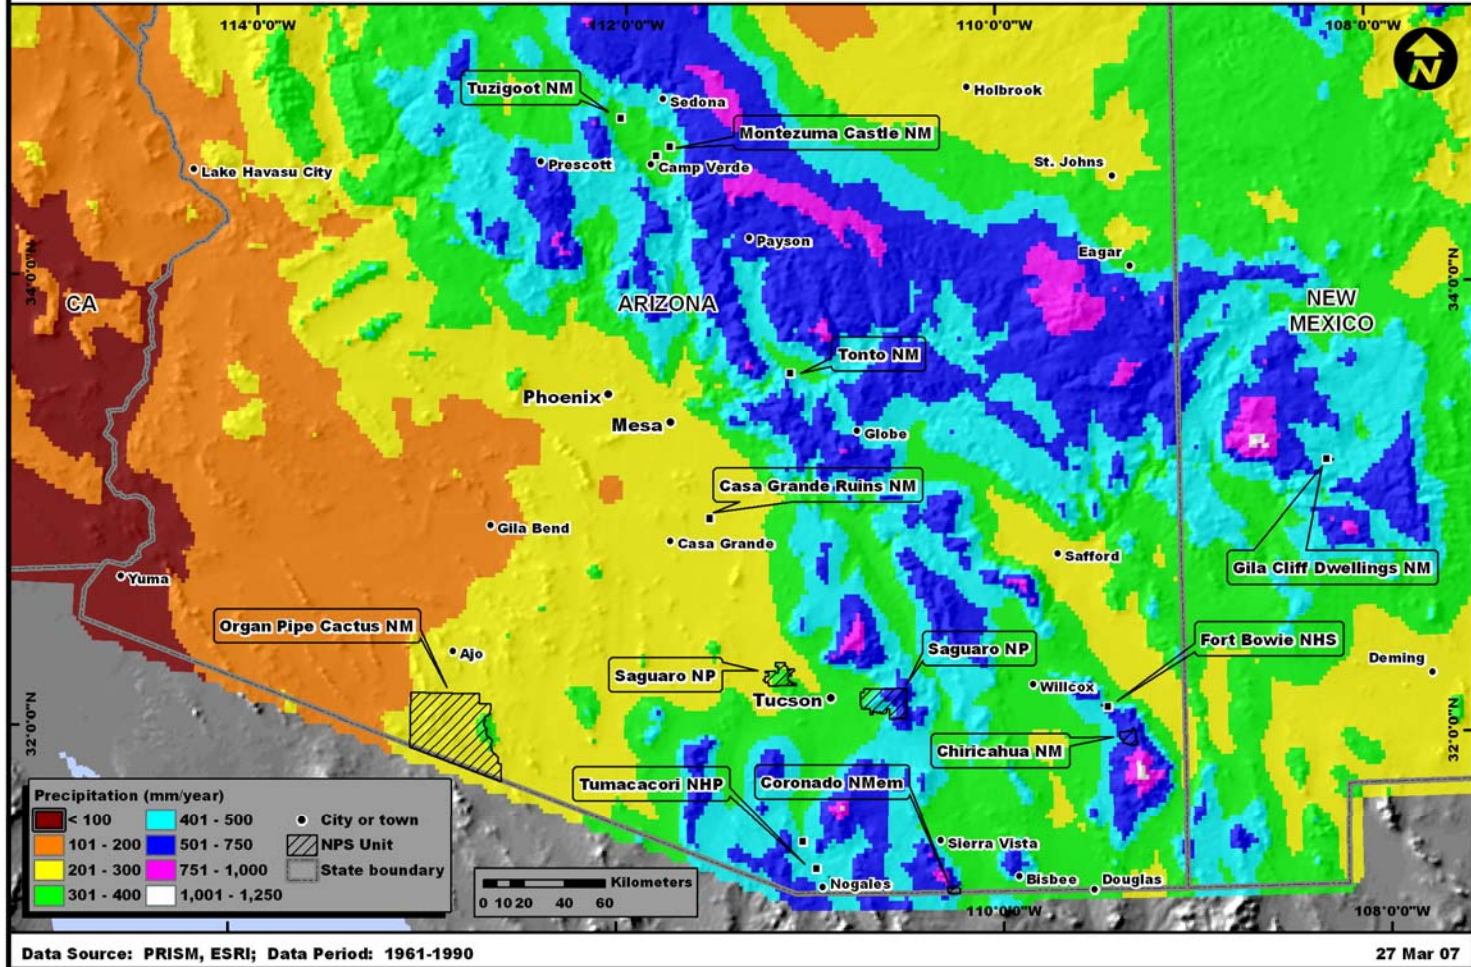 114°0'0"W
112°0'0"W
110°0'0"W
108°0'0"W
N
Tuzigoot NM
Sedona
Holbrook
Montezuma Castle NM
Prescott
Camp Verde
St. Johns
Lake Havasu City
Payson
Eagar
34°0'0"N
34°0'0"N
CA
ARIZONA
NEW
MEXICO
Tonto NM
Phoenix
Mesa
Globe
Casa Grande Ruins NM
Gila Bend
Casa Grande
Safford
Gila Cliff Dwellings NM
Yuma
Organ Pipe Cactus NM
Ajo
Saguaro NP
Saguaro NP
Fort Bowie NHS
Deming
Tucson
Willcox
32°0'0"N
32°0'0"N
Chiricahua NM
Tumacacori NHP
Coronado NMem
Sierra Vista
Nogales
Bisbee
Douglas
Precipitation (mm/year)
< 100
401 - 500
City or town
101 - 200
501 - 750
NPS Unit
201 - 300
751 - 1,000
State boundary
301 - 400
1,001 - 1,250
Kilometers
0 10 20 40 60
110°0'0"W
108°0'0"W
Data Source: PRISM, ESRI; Data Period: 1961-1990
27 Mar 07